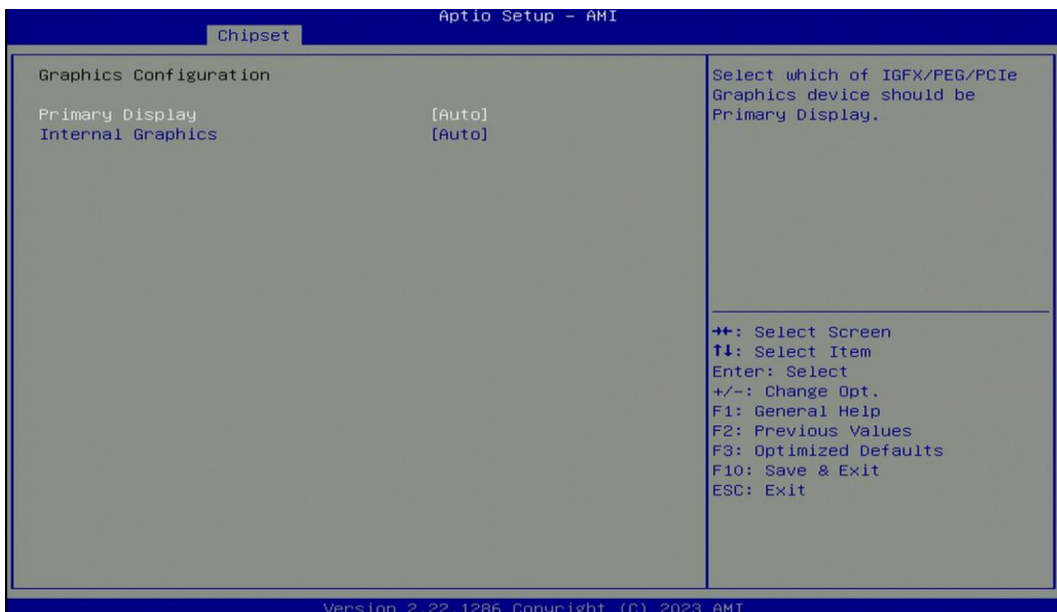 Aptio Setup - AMI
Chipset
Graphics Configuration
Primary Display [Auto]
Internal Graphics [Auto]
Select which of IGFX/PEG/PCIe
Graphics device should be
Primary Display.
→←: Select Screen
↑↓: Select Item
Enter: Select
+/-: Change Opt.
F1: General Help
F2: Previous Values
F3: Optimized Defaults
F10: Save & Exit
ESC: Exit
Version 2.22.1286 Copyright (C) 2023 AMI